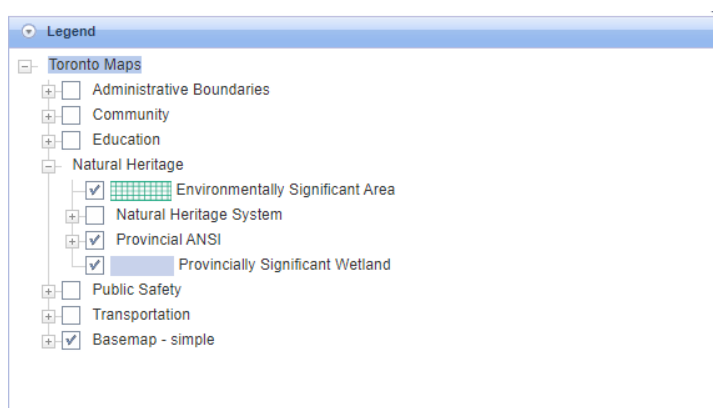 Legend
Toronto Maps
Administrative Boundaries
Community
Education
Natural Heritage
Environmentally Significant Area
Natural Heritage System
Provincial ANSI
Provincially Significant Wetland
Public Safety
Transportation
Basemap - simple